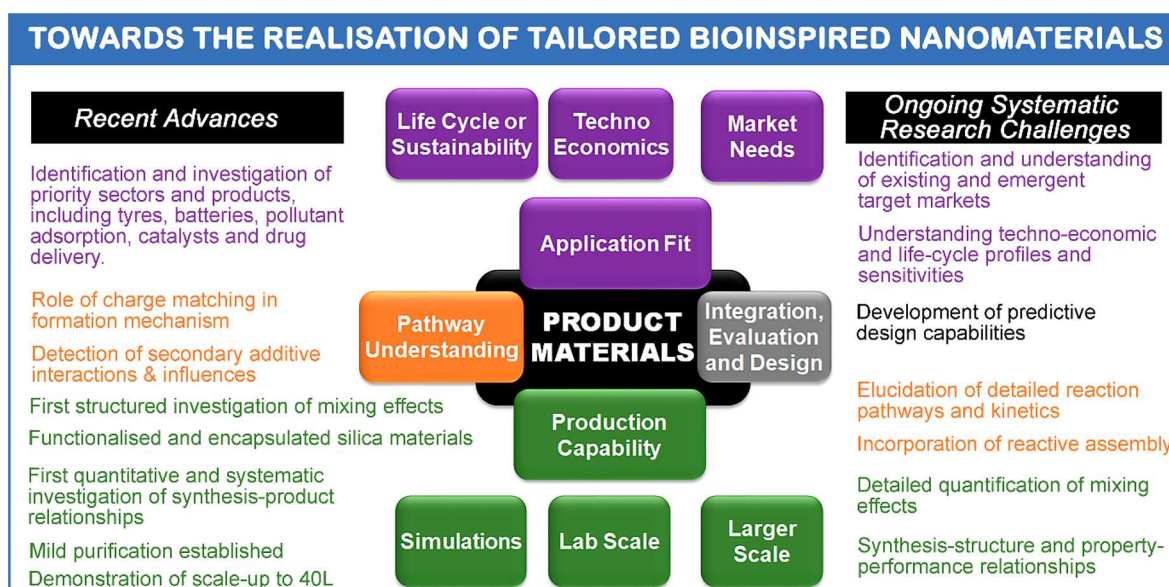 TOWARDS THE REALISATION OF TAILORED BIOINSPIRED NANOMATERIALS
Recent Advances
Identification and investigation of
priority sectors and products,
including tyres, batteries, pollutant
adsorption, catalysts and drug
delivery.
Role of charge matching in
formation mechanism
Detection of secondary additive
interactions & influences
First structured investigation of mixing effects
Functionalised and encapsulated silica materials
First quantitative and systematic
investigation of synthesis-product
relationships
Mild purification established
Demonstration of scale-up to 40L
Life Cycle or
Sustainability
Techno
Economics
Market
Needs
Application Fit
Pathway
Understanding
PRODUCT
MATERIALS
Integration,
Evaluation
and Design
Production
Capability
Simulations
Lab Scale
Larger
Scale
Ongoing Systematic
Research Challenges
Identification and understanding
of existing and emergent
target markets
Understanding techno-economic
and life-cycle profiles and
sensitivities
Development of predictive
design capabilities
Elucidation of detailed reaction
pathways and kinetics
Incorporation of reactive assembly
Detailed quantification of mixing
effects
Synthesis-structure and property-
performance relationships